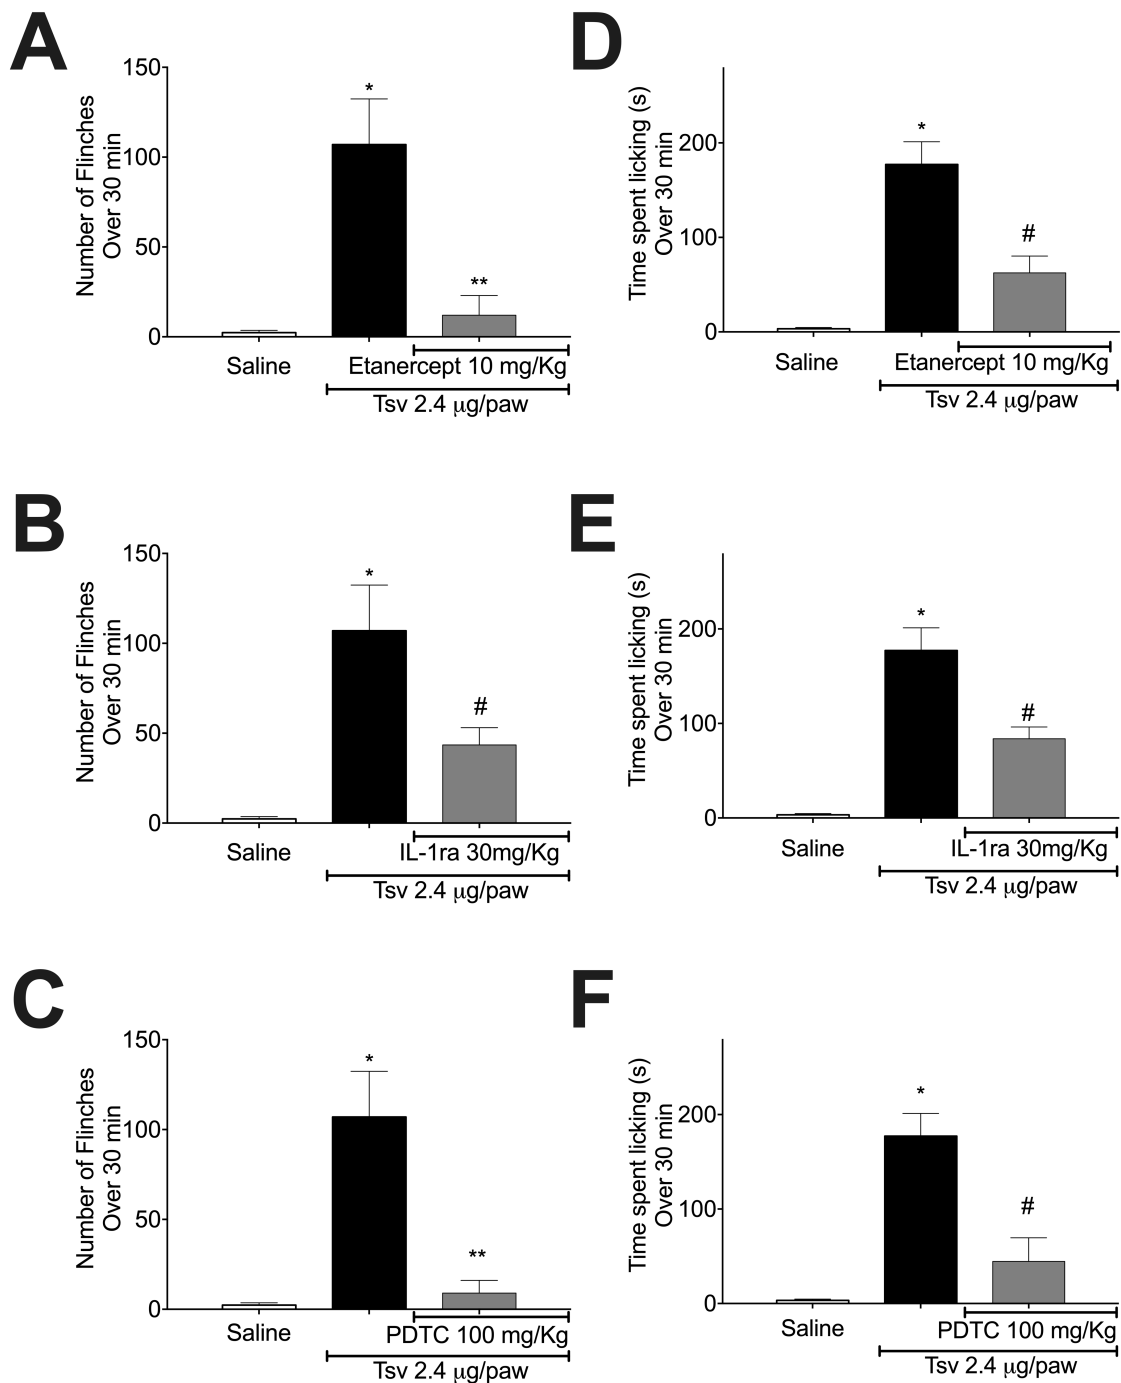 A
Number of Flinches
Over 30 min
150
100
50
0
*
**
Saline
Etanercept 10 mg/Kg
Tsv 2.4 μg/paw
D
Time spent licking (s)
Over 30 min
200
100
0
*
#
Saline
Etanercept 10 mg/Kg
Tsv 2.4 μg/paw
B
Number of Flinches
Over 30 min
150
100
50
0
*
#
Saline
IL-1ra 30mg/Kg
Tsv 2.4 μg/paw
E
Time spent licking (s)
Over 30 min
200
100
0
*
#
Saline
IL-1ra 30mg/Kg
Tsv 2.4 μg/paw
C
Number of Flinches
Over 30 min
150
100
50
0
*
**
Saline
PDTC 100 mg/Kg
Tsv 2.4 μg/paw
F
Time spent licking (s)
Over 30 min
200
100
0
*
#
Saline
PDTC 100 mg/Kg
Tsv 2.4 μg/paw